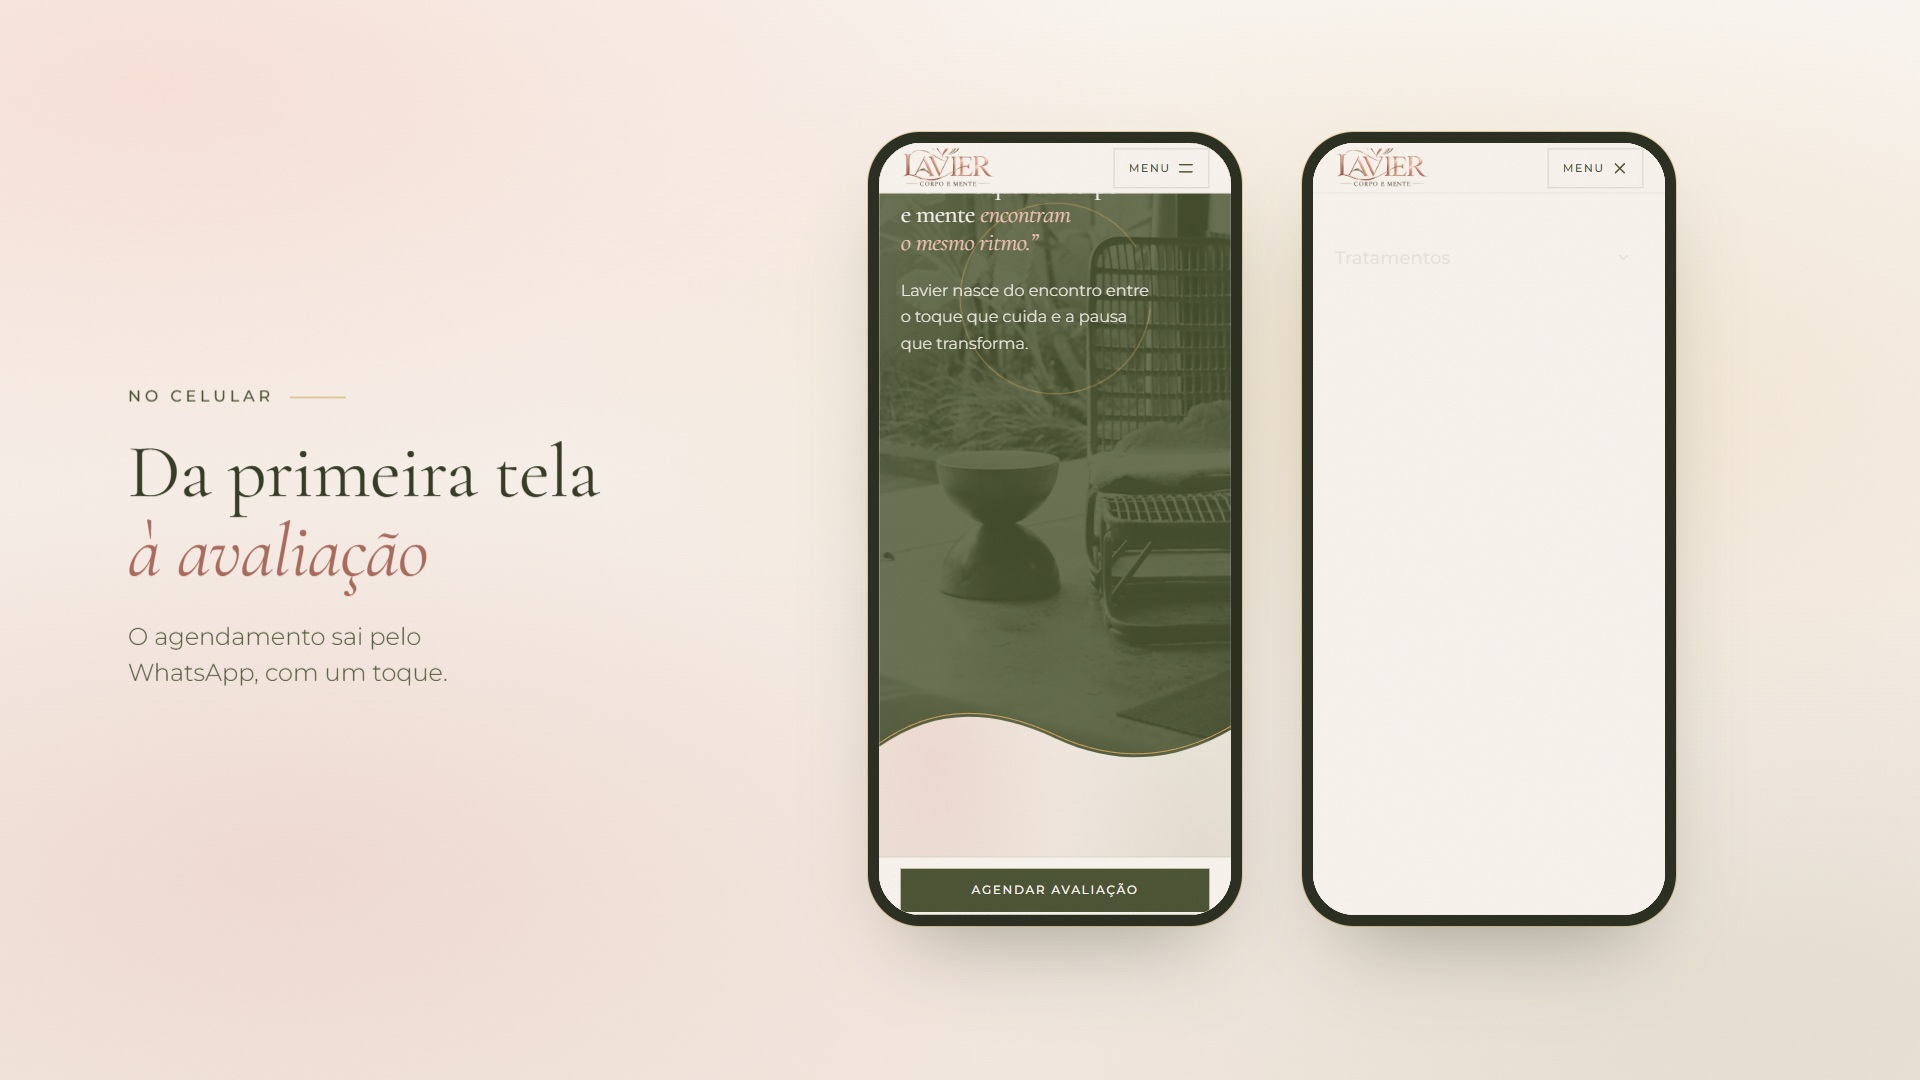 NO CELULAR
Da primeira tela
à avaliação
O agendamento sai pelo
WhatsApp, com um toque.
LAVIER
CORPO E MENTE
MENU
e mente encontram
o mesmo ritmo.”
Lavier nasce do encontro entre
o toque que cuida e a pausa
que transforma.
AGENDAR AVALIAÇÃO
LAVIER
CORPO E MENTE
MENU
Tratamentos